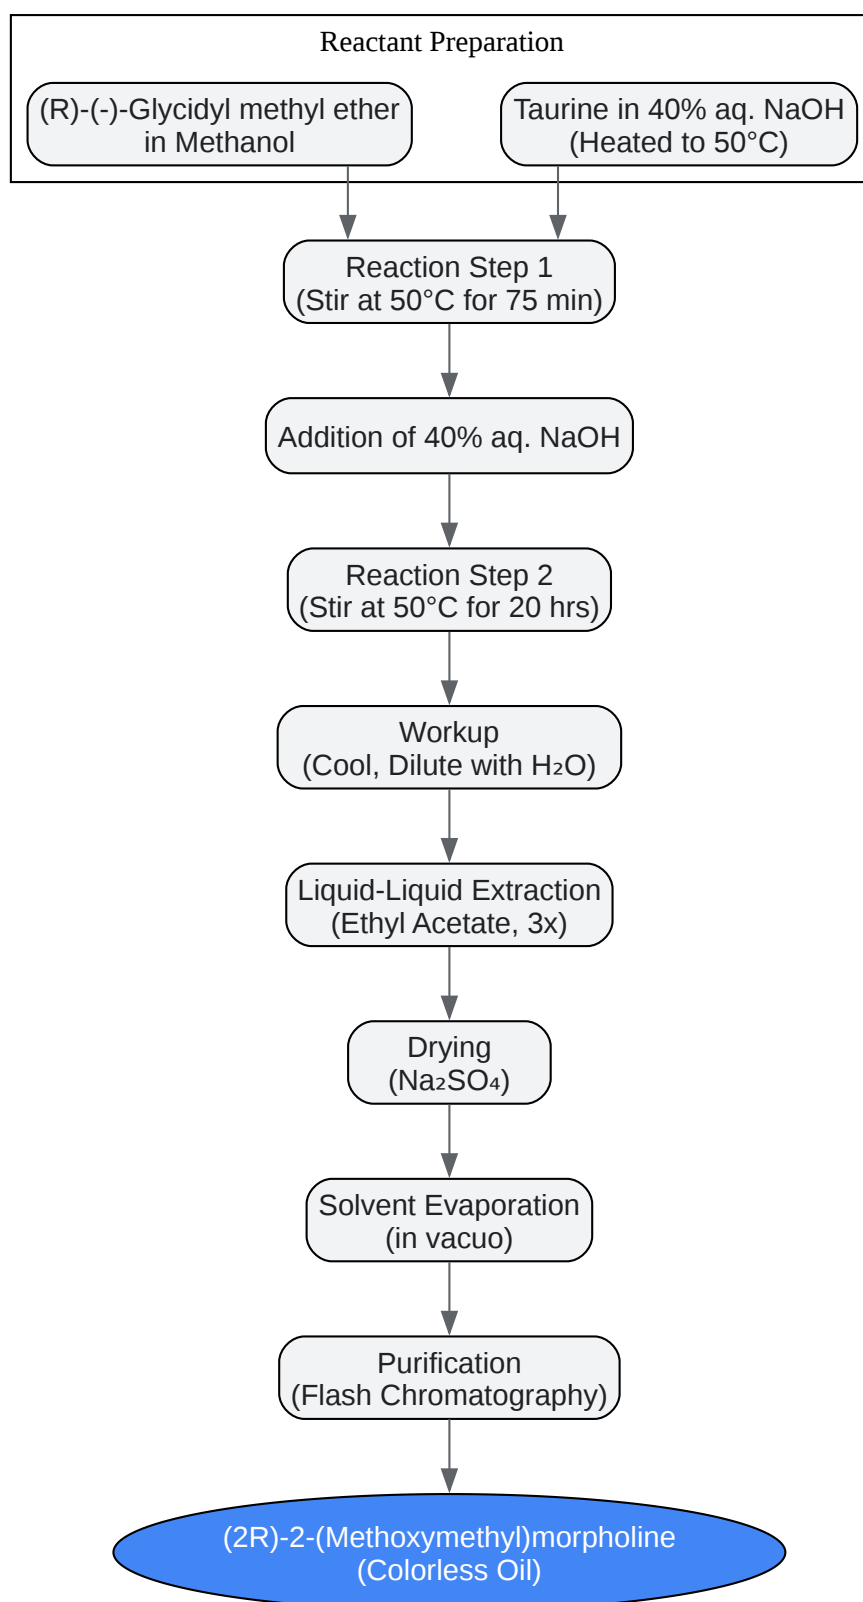 Reactant Preparation
(R)-(-)-Glycidyl methyl ether
in Methanol
Taurine in 40% aq. NaOH
(Heated to 50°C)
Reaction Step 1
(Stir at 50°C for 75 min)
Addition of 40% aq. NaOH
Reaction Step 2
(Stir at 50°C for 20 hrs)
Workup
(Cool, Dilute with H₂O)
Liquid-Liquid Extraction
(Ethyl Acetate, 3x)
Drying
(Na₂SO₄)
Solvent Evaporation
(in vacuo)
Purification
(Flash Chromatography)
(2R)-2-(Methoxymethyl)morpholine
(Colorless Oil)